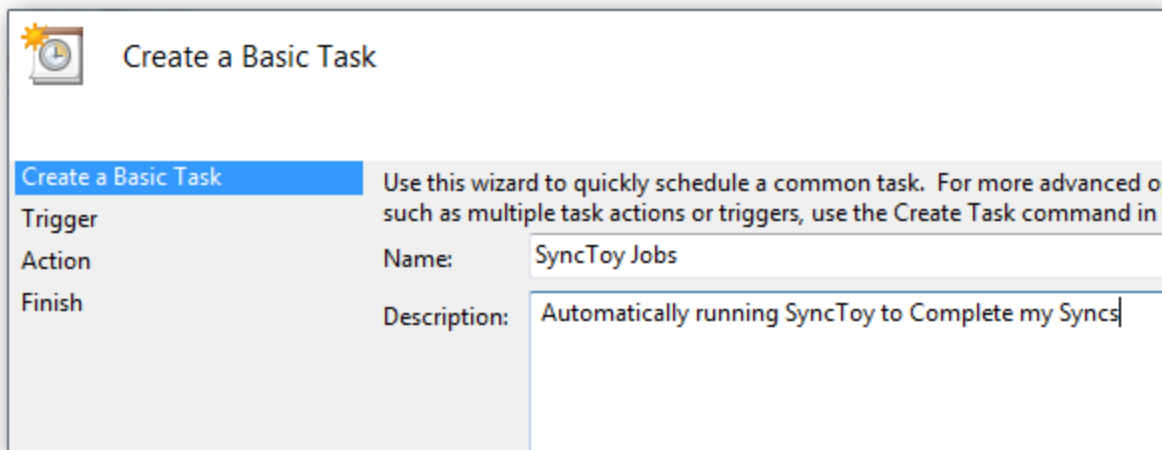 Create a Basic Task
Create a Basic Task
Trigger
Action
Finish
Use this wizard to quickly schedule a common task.  For more advanced o
such as multiple task actions or triggers, use the Create Task command in
Name: SyncToy Jobs
Description: Automatically running SyncToy to Complete my Syncs